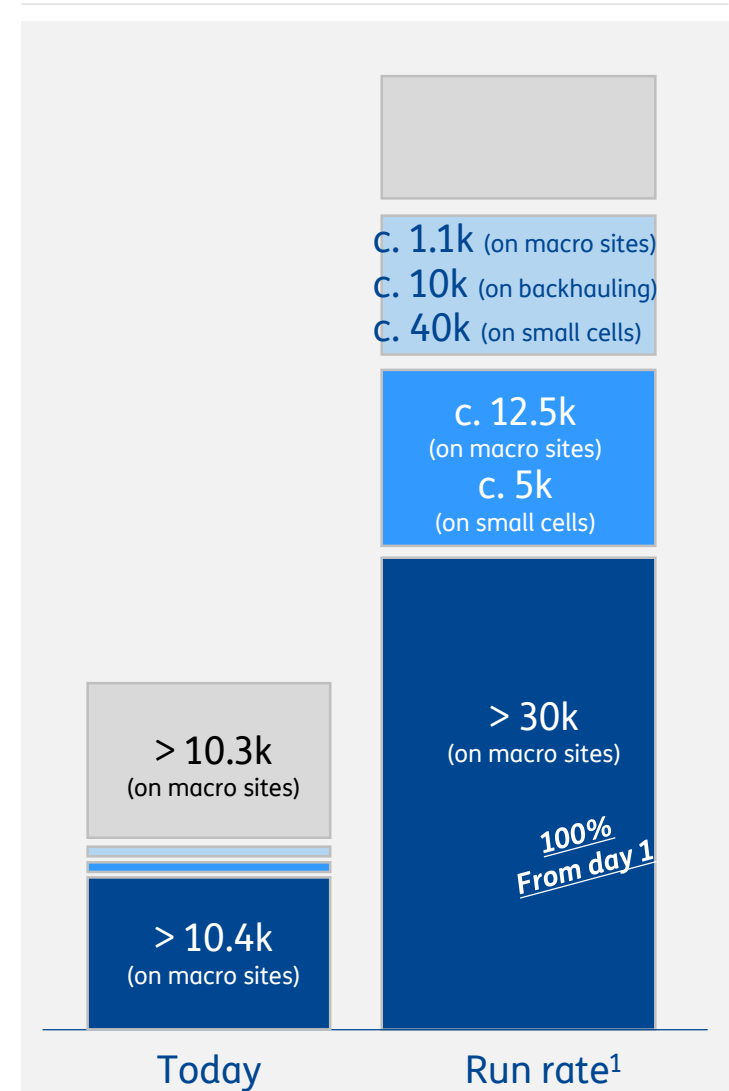 c. 1.1k (on macro sites)
c. 10k (on backhauling)
c. 40k (on small cells)
c. 12.5k
(on macro sites)
c. 5k
(on small cells)
> 30k
(on macro sites)
100%
From day 1
> 10.3k
(on macro sites)
> 10.4k
(on macro sites)
Today
Run rate¹